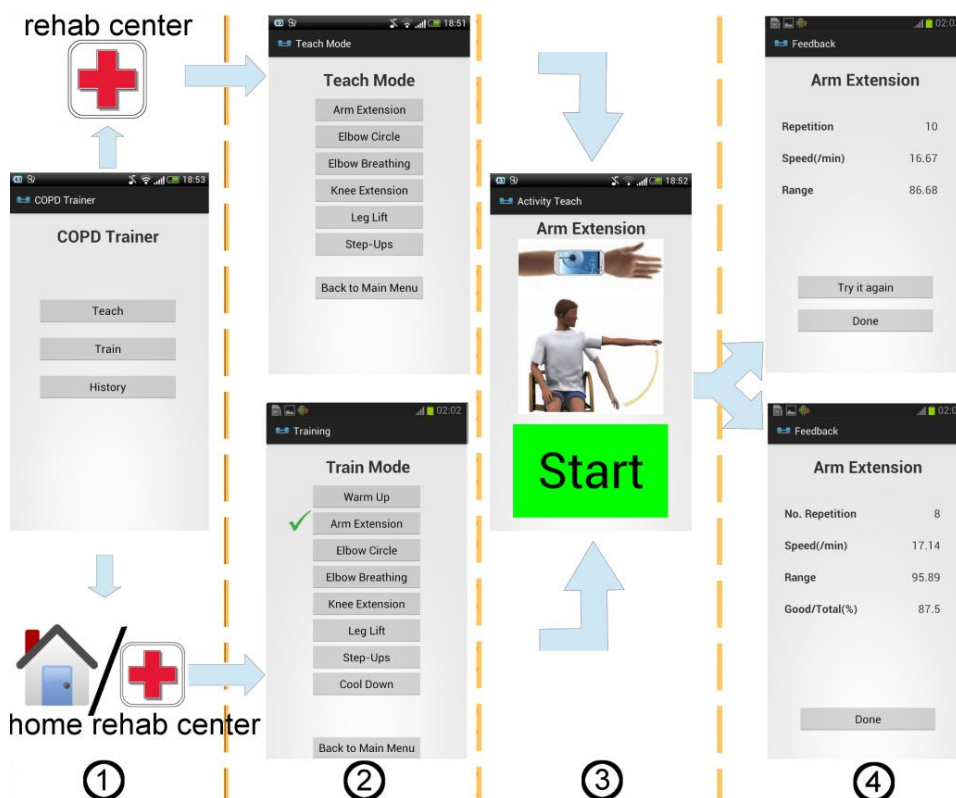 rehab center
18:53
COPD Trainer
COPD Trainer
Teach
Train
History
home rehab center
1
18:51
Teach Mode
Teach Mode
Arm Extension
Elbow Circle
Elbow Breathing
Knee Extension
Leg Lift
Step-Ups
Back to Main Menu
02:02
Training
Train Mode
Warm Up
Arm Extension
Elbow Circle
Elbow Breathing
Knee Extension
Leg Lift
Step-Ups
Cool Down
Back to Main Menu
2
18:52
Activity Teach
Arm Extension
Start
3
Feedback
Arm Extension
Repetition 10
Speed(/min) 16.67
Range 86.68
Try it again
Done
Feedback
Arm Extension
No. Repetition 8
Speed(/min) 17.14
Range 95.89
Good/Total(%) 87.5
Done
4